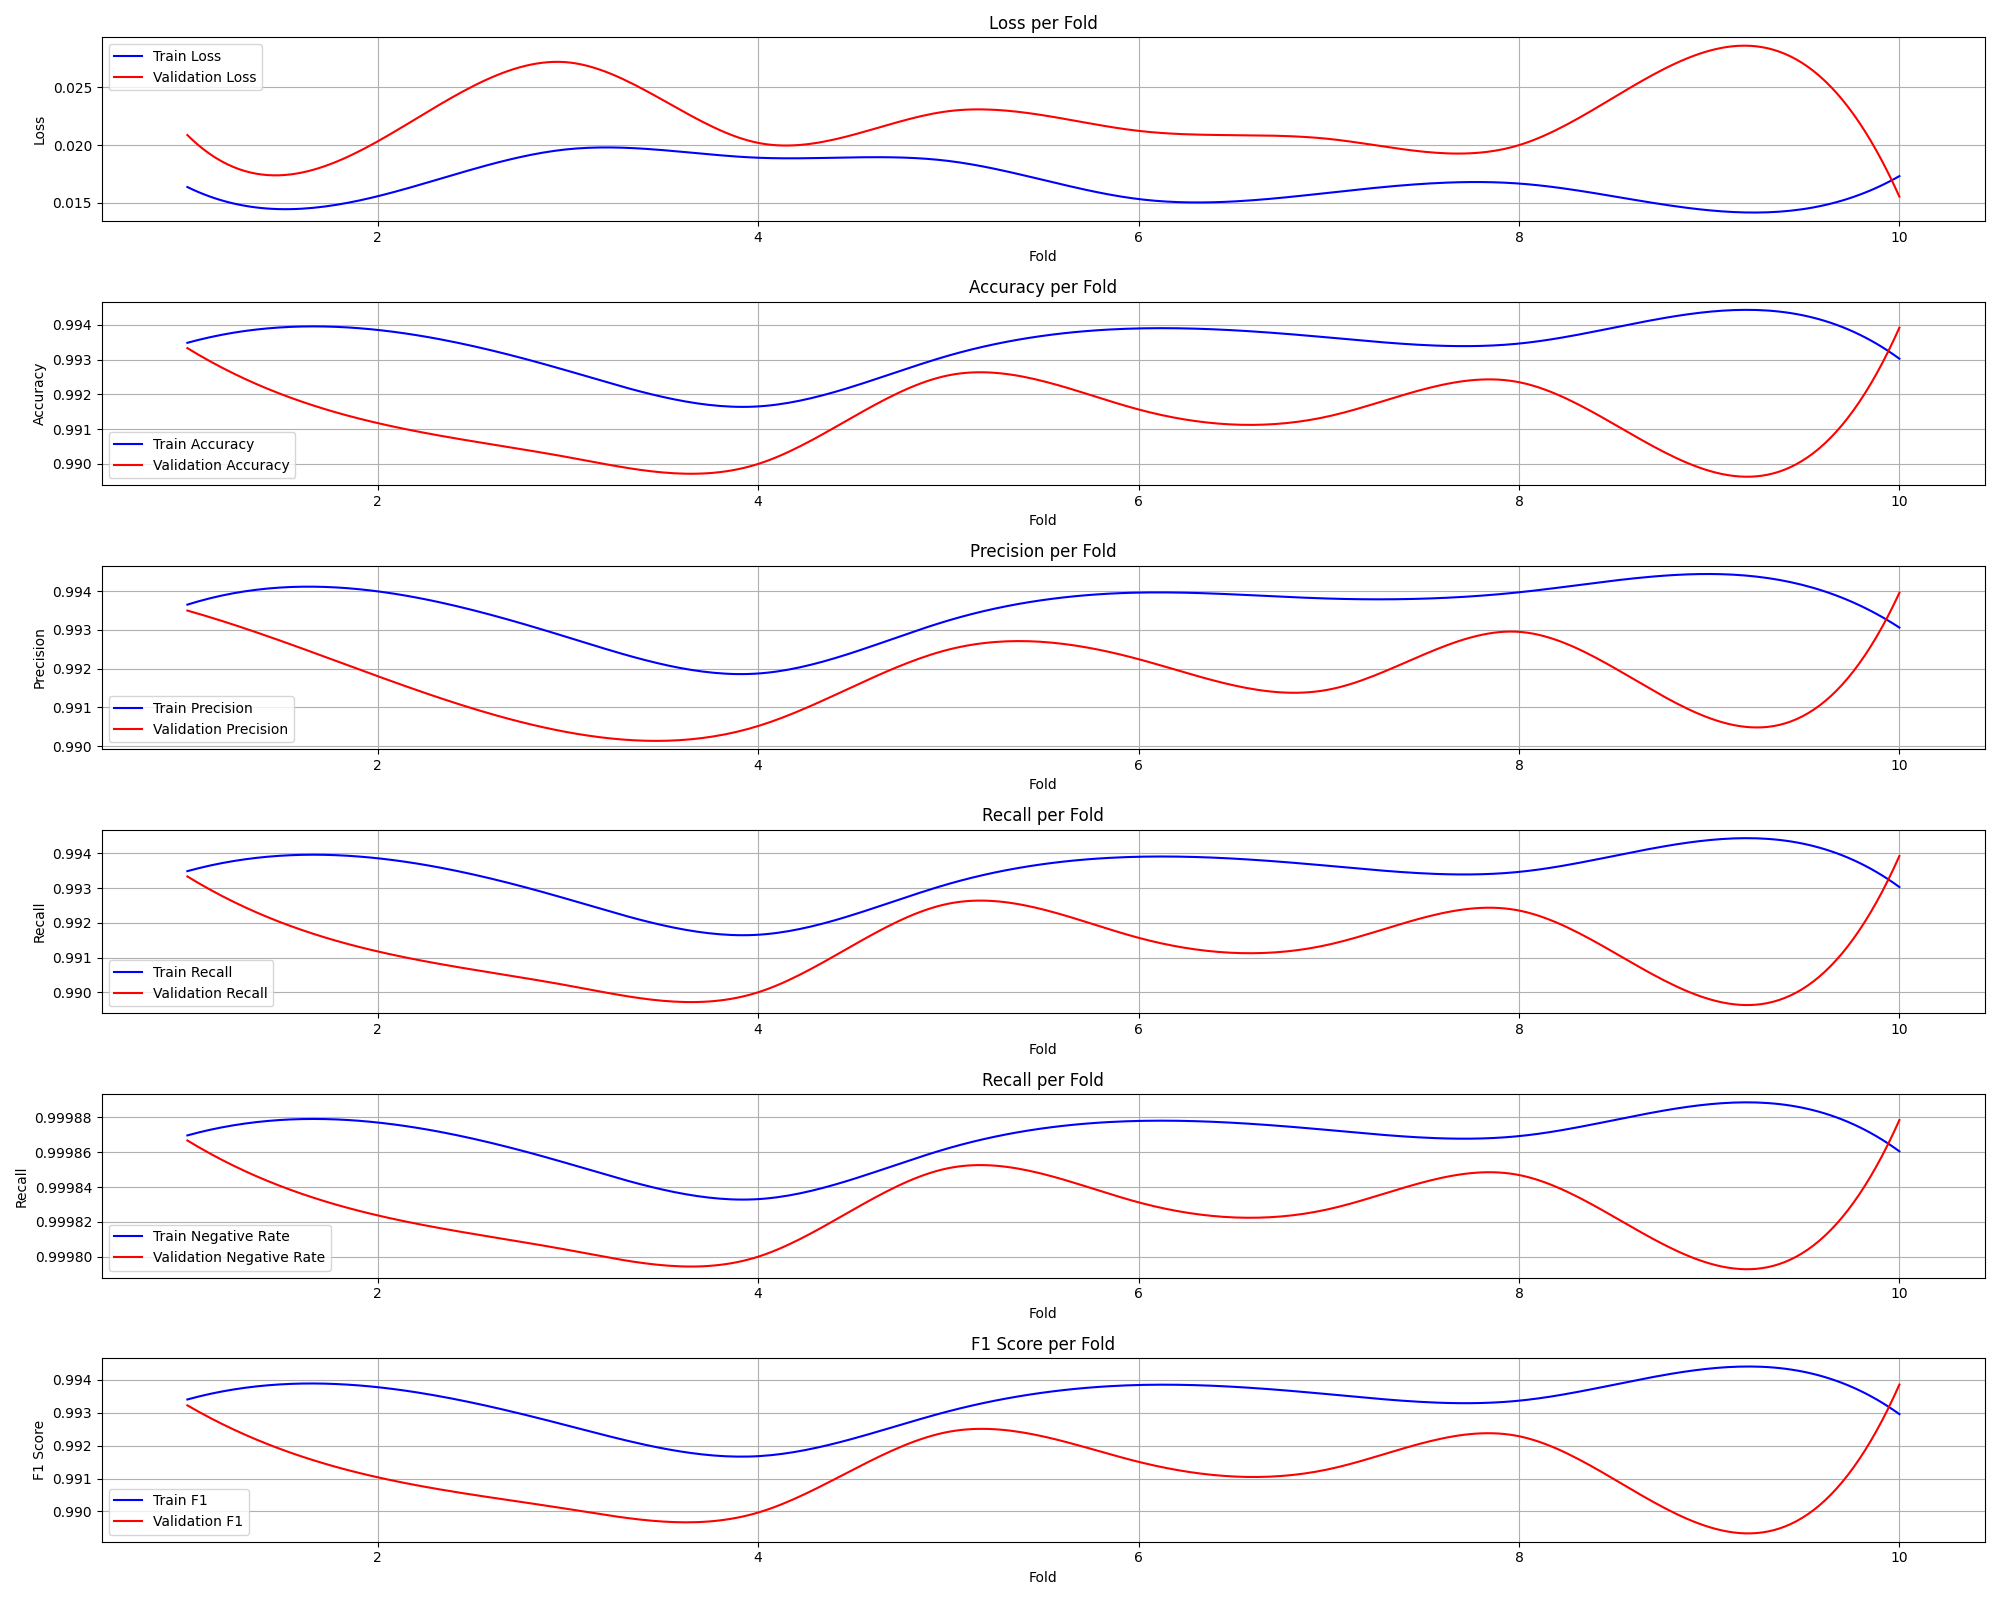 Loss per Fold
Train Loss
Validation Loss
Loss
0.025
0.020
0.015
2 4 6 8 10
Fold
Accuracy per Fold
Accuracy
0.994
0.993
0.992
0.991
0.990
Train Accuracy
Validation Accuracy
2 4 6 8 10
Fold
Precision per Fold
Precision
0.994
0.993
0.992
0.991
0.990
Train Precision
Validation Precision
2 4 6 8 10
Fold
Recall per Fold
Recall
0.994
0.993
0.992
0.991
0.990
Train Recall
Validation Recall
2 4 6 8 10
Fold
Recall per Fold
Recall
0.99988
0.99986
0.99984
0.99982
0.99980
Train Negative Rate
Validation Negative Rate
2 4 6 8 10
Fold
F1 Score per Fold
F1 Score
0.994
0.993
0.992
0.991
0.990
Train F1
Validation F1
2 4 6 8 10
Fold